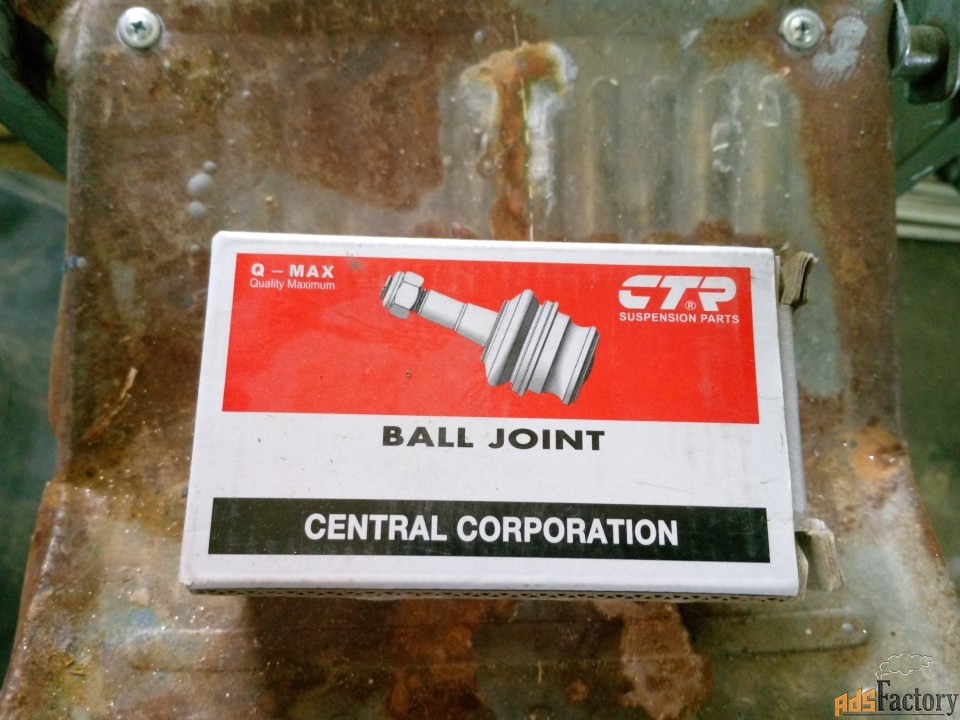 Q – MAX
Quality Maximum
CTR
®
SUSPENSION PARTS
BALL JOINT
CENTRAL CORPORATION
AdsFactory